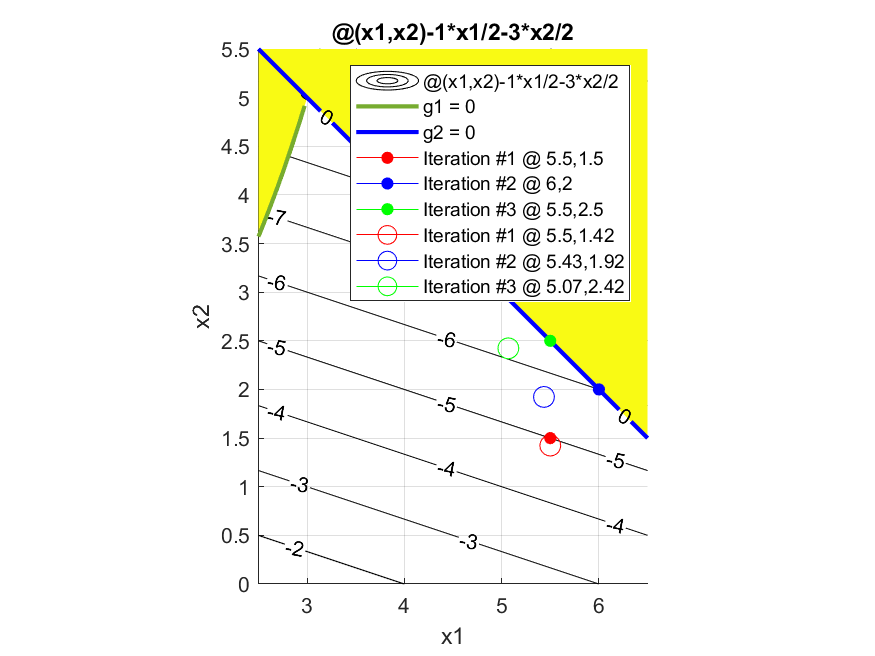 @(x1,x2)-1*x1/2-3*x2/2
5.5
5
4.5
4
3.5
3
2.5
2
1.5
1
0.5
0
x2
3
4
5
6
x1
@(x1,x2)-1*x1/2-3*x2/2
g1 = 0
g2 = 0
Iteration #1 @ 5.5,1.5
Iteration #2 @ 6,2
Iteration #3 @ 5.5,2.5
Iteration #1 @ 5.5,1.42
Iteration #2 @ 5.43,1.92
Iteration #3 @ 5.07,2.42
0
-7
-6
-6
-5
-5
-5
0
-4
-4
-4
-3
-3
-2